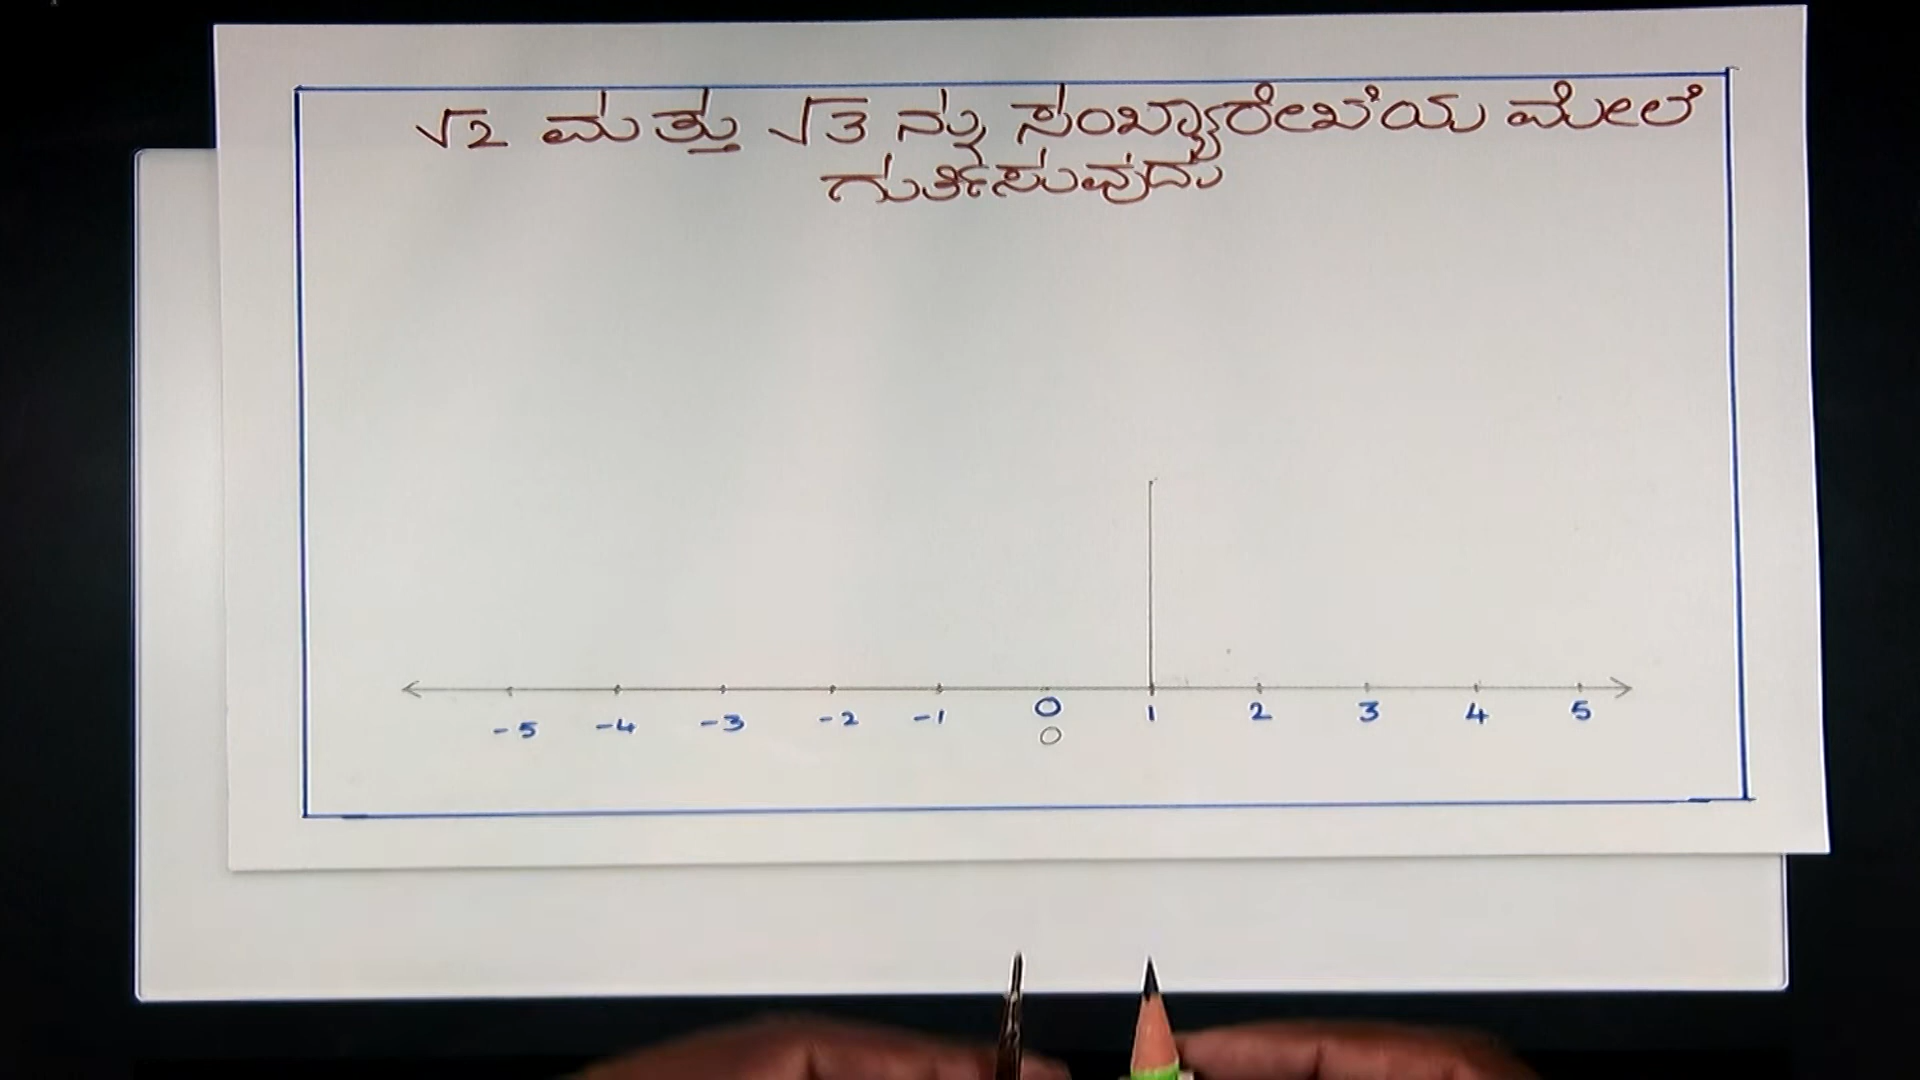 √2 ಮತ್ತು √3 ನ್ನು ಸಂಖ್ಯಾರೇಖೆಯ ಮೇಲೆ
ಗುರ್ತಿಸುವುದು
-5 -4 -3 -2 -1 0 1 2 3 4 5
O